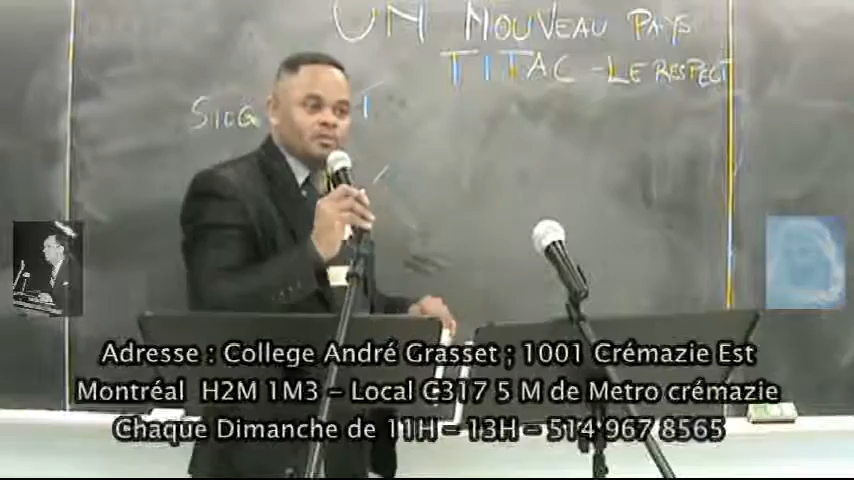 UN NOUVEAU PAYS
TITAC - LE RESPECT
Adresse : College André Grasset ; 1001 Crémazie Est
Montréal H2M 1M3 - Local C317 5 M de Metro crémazie
Chaque Dimanche de 11H - 13H - 514 967 8565